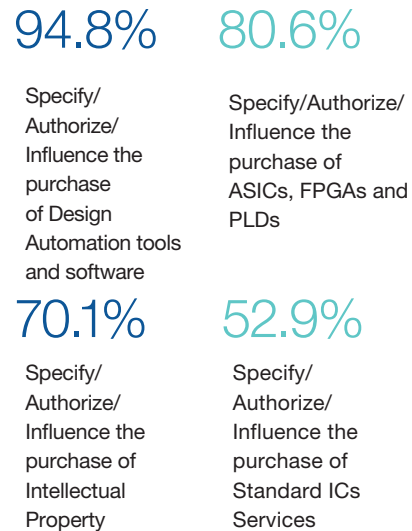 94.8%
Specify/
Authorize/
Influence the
purchase
of Design
Automation tools
and software
80.6%
Specify/Authorize/
Influence the
purchase of
ASICs, FPGAs and
PLDs
70.1%
Specify/
Authorize/
Influence the
purchase of
Intellectual
Property
52.9%
Specify/
Authorize/
Influence the
purchase of
Standard ICs
Services